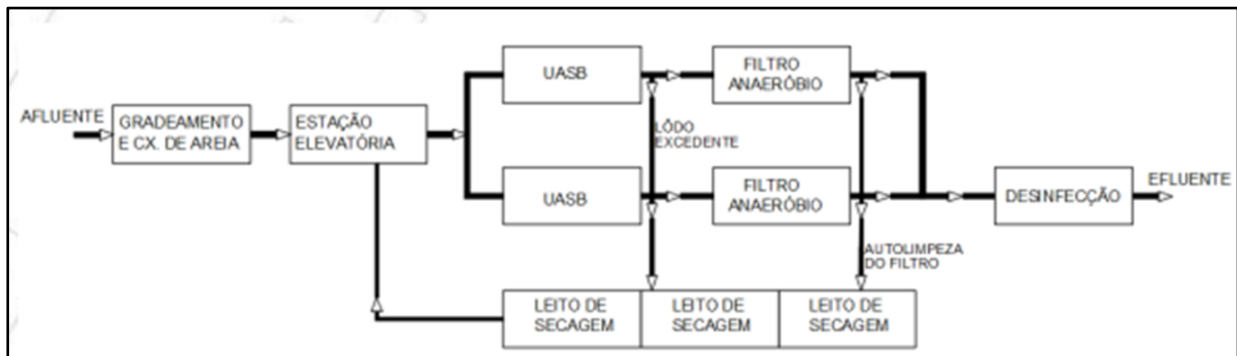 AFLUENTE
GRADEAMENTO
E CX. DE AREIA
ESTAÇÃO
ELEVATÓRIA
UASB
FILTRO
ANAERÓBIO
LÔDO
EXCEDENTE
UASB
FILTRO
ANAERÓBIO
DESINFECÇÃO
EFLUENTE
AUTOLIMPEZA
DO FILTRO
LEITO DE
SECAGEM
LEITO DE
SECAGEM
LEITO DE
SECAGEM